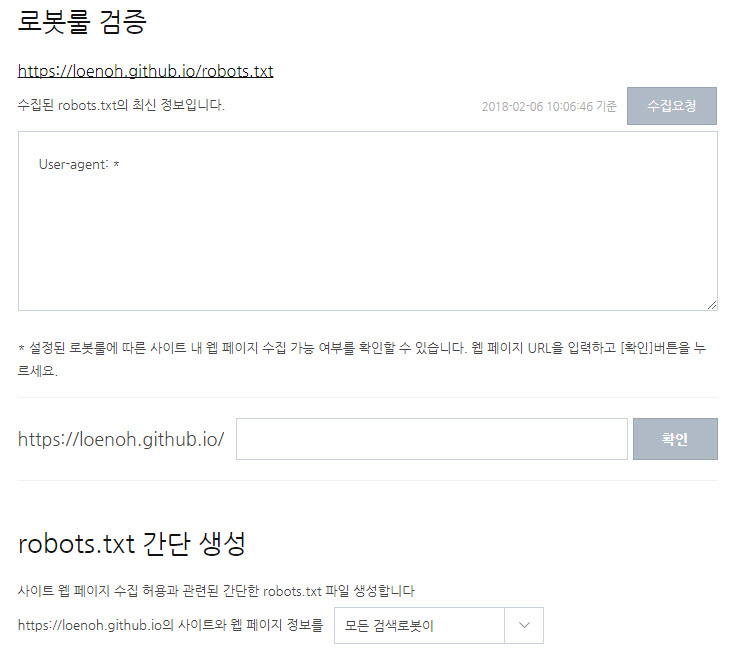 로봇룰 검증
https://loenoh.github.io/robots.txt
수집된 robots.txt의 최신 정보입니다.
2018-02-06 10:06:46 기준
수집요청
User-agent: *
* 설정된 로봇룰에 따른 사이트 내 웹 페이지 수집 가능 여부를 확인할 수 있습니다. 웹 페이지 URL을 입력하고 [확인]버튼을 누
르세요.
https://loenoh.github.io/
확인
robots.txt 간단 생성
사이트 웹 페이지 수집 허용과 관련된 간단한 robots.txt 파일 생성합니다
https://loenoh.github.io의 사이트와 웹 페이지 정보를
모든 검색로봇이